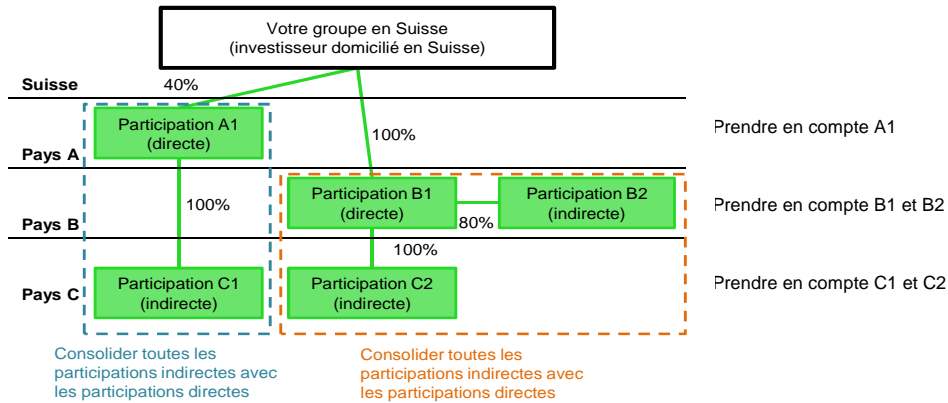 Votre groupe en Suisse
(investisseur domicilié en Suisse)
Suisse
40%
Participation A1
(directe)
100%
Prendre en compte A1
Pays A
100%
Participation B1
(directe)
80%
Participation B2
(indirecte)
Prendre en compte B1 et B2
Pays B
100%
Pays C
Participation C1
(indirecte)
Participation C2
(indirecte)
Prendre en compte C1 et C2
Consolider toutes les
participations indirectes avec
les participations directes
Consolider toutes les
participations indirectes avec
les participations directes